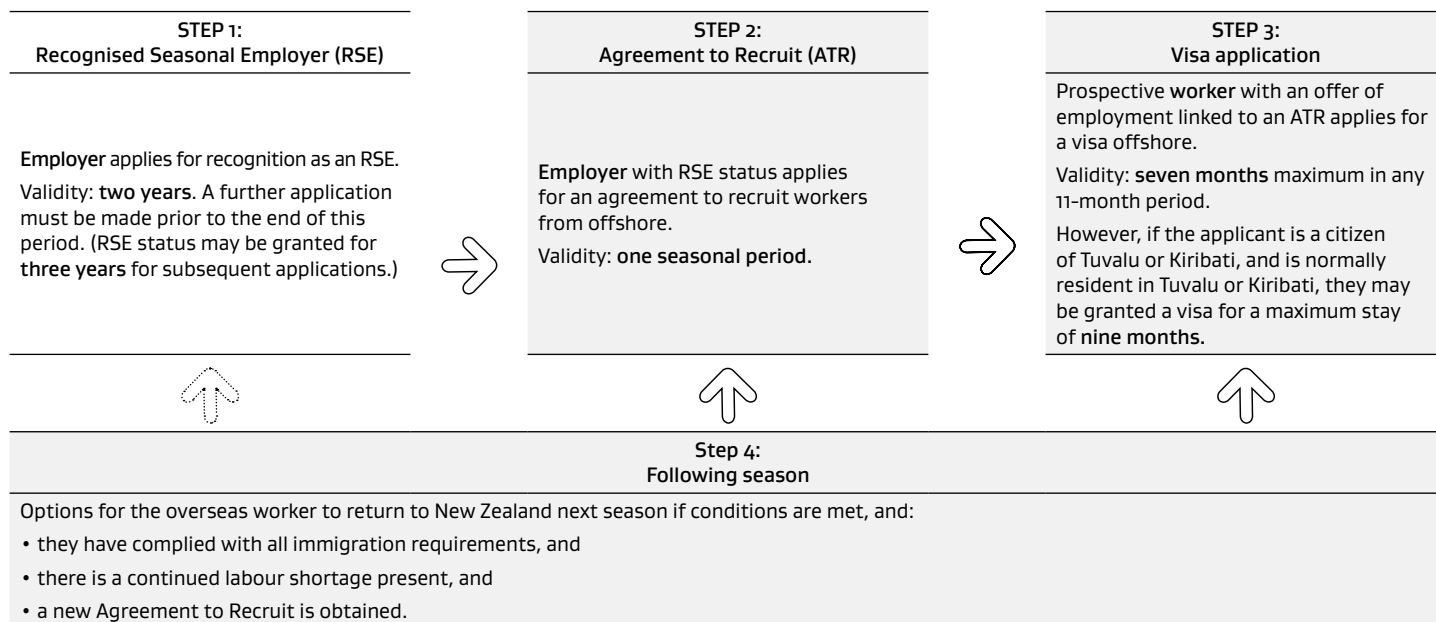 STEP 1:
Recognised Seasonal Employer (RSE)
Employer applies for recognition as an RSE.
Validity: two years. A further application
must be made prior to the end of this
period. (RSE status may be granted for
three years for subsequent applications.)
STEP 2:
Agreement to Recruit (ATR)
Employer with RSE status applies
for an agreement to recruit workers
from offshore.
Validity: one seasonal period.
STEP 3:
Visa application
Prospective worker with an offer of
employment linked to an ATR applies for
a visa offshore.
Validity: seven months maximum in any
11-month period.
However, if the applicant is a citizen
of Tuvalu or Kiribati, and is normally
resident in Tuvalu or Kiribati, they may
be granted a visa for a maximum stay
of nine months.
Step 4:
Following season
Options for the overseas worker to return to New Zealand next season if conditions are met, and:
• they have complied with all immigration requirements, and
• there is a continued labour shortage present, and
• a new Agreement to Recruit is obtained.